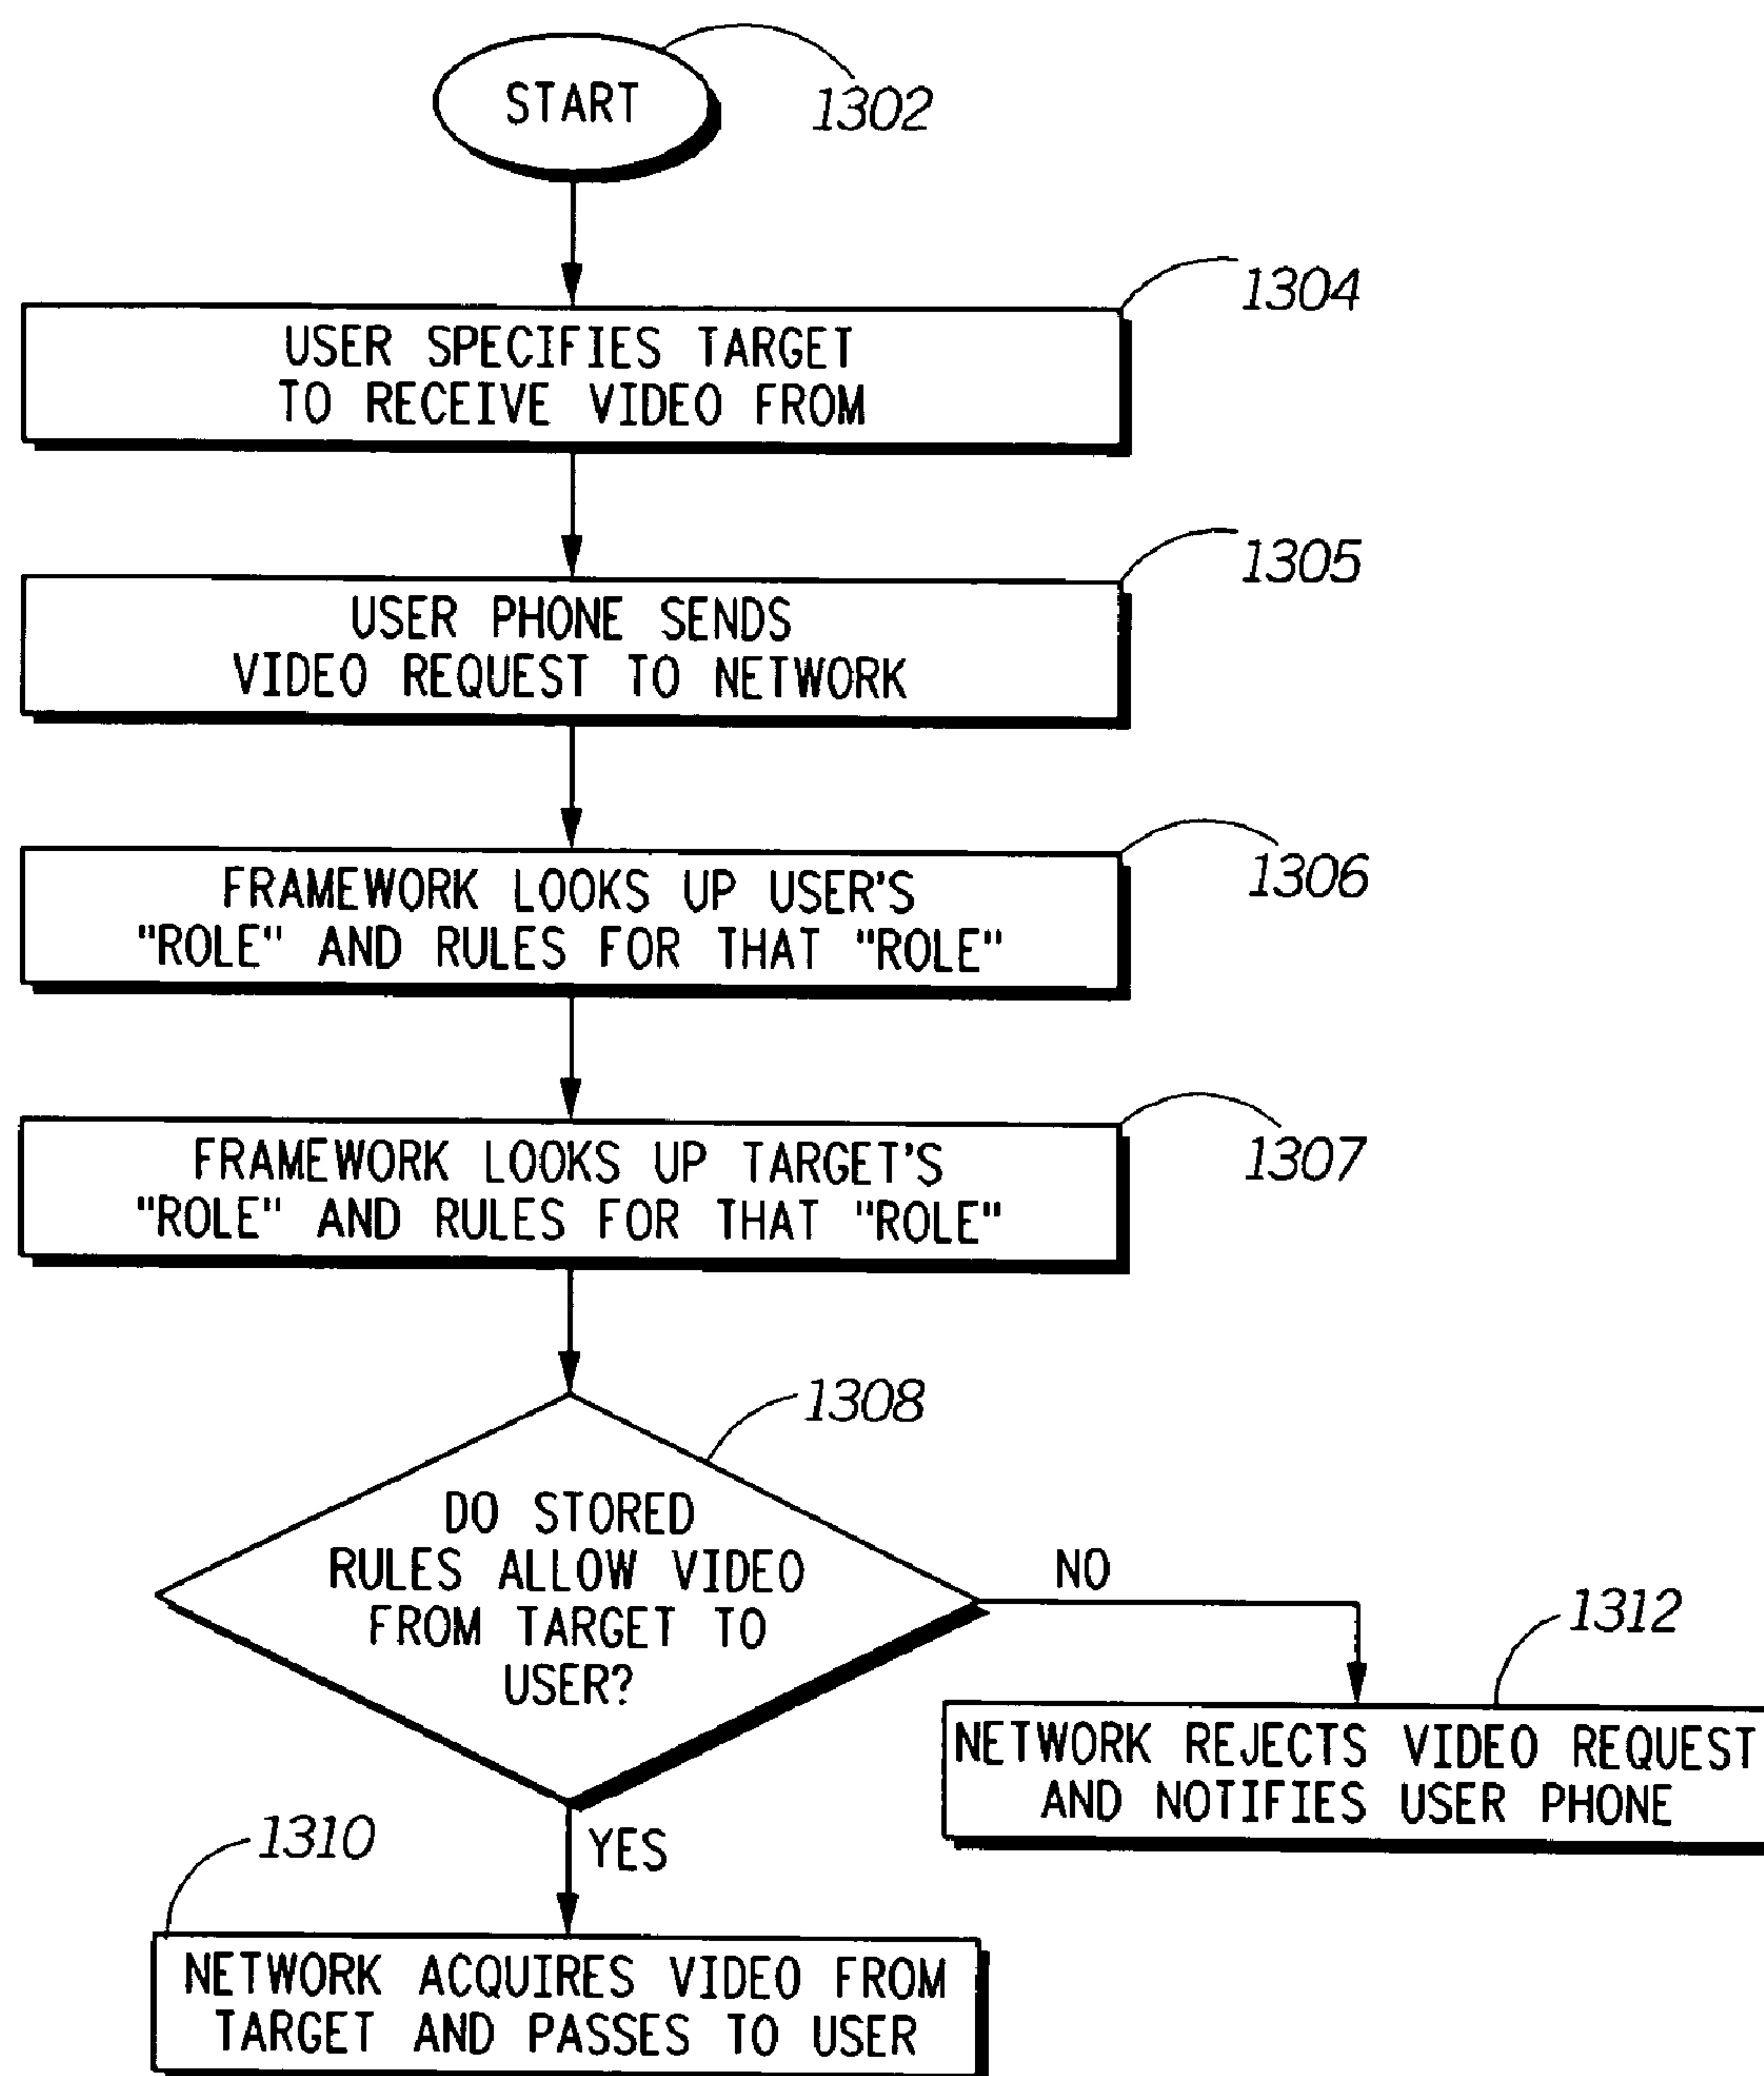 START
1302
1304
USER SPECIFIES TARGET
TO RECEIVE VIDEO FROM
1305
USER PHONE SENDS
VIDEO REQUEST TO NETWORK
1306
FRAMEWORK LOOKS UP USER'S
"ROLE" AND RULES FOR THAT "ROLE"
1307
FRAMEWORK LOOKS UP TARGET'S
"ROLE" AND RULES FOR THAT "ROLE"
1308
DO STORED
RULES ALLOW VIDEO
FROM TARGET TO
USER?
NO
1312
NETWORK REJECTS VIDEO REQUEST
AND NOTIFIES USER PHONE
YES
1310
NETWORK ACQUIRES VIDEO FROM
TARGET AND PASSES TO USER